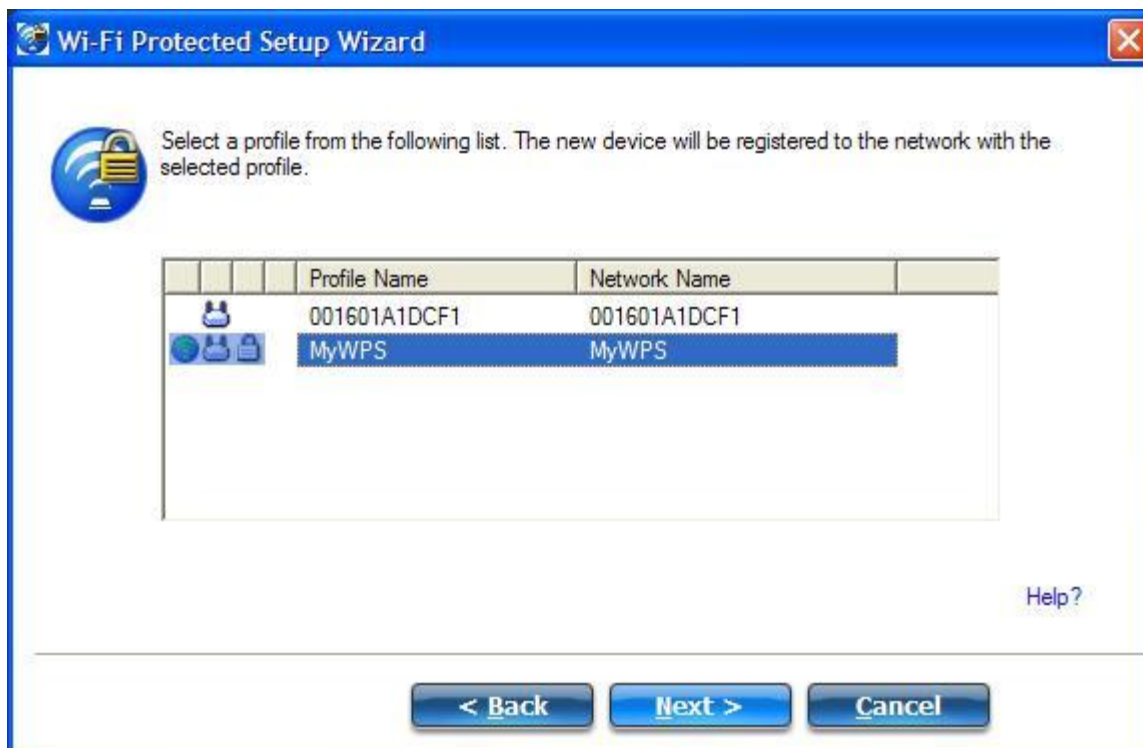 Wi-Fi Protected Setup Wizard
Select a profile from the following list. The new device will be registered to the network with the
selected profile.
Profile Name Network Name
001601A1DCF1 001601A1DCF1
MyWPS MyWPS
Help?
< Back Next > Cancel